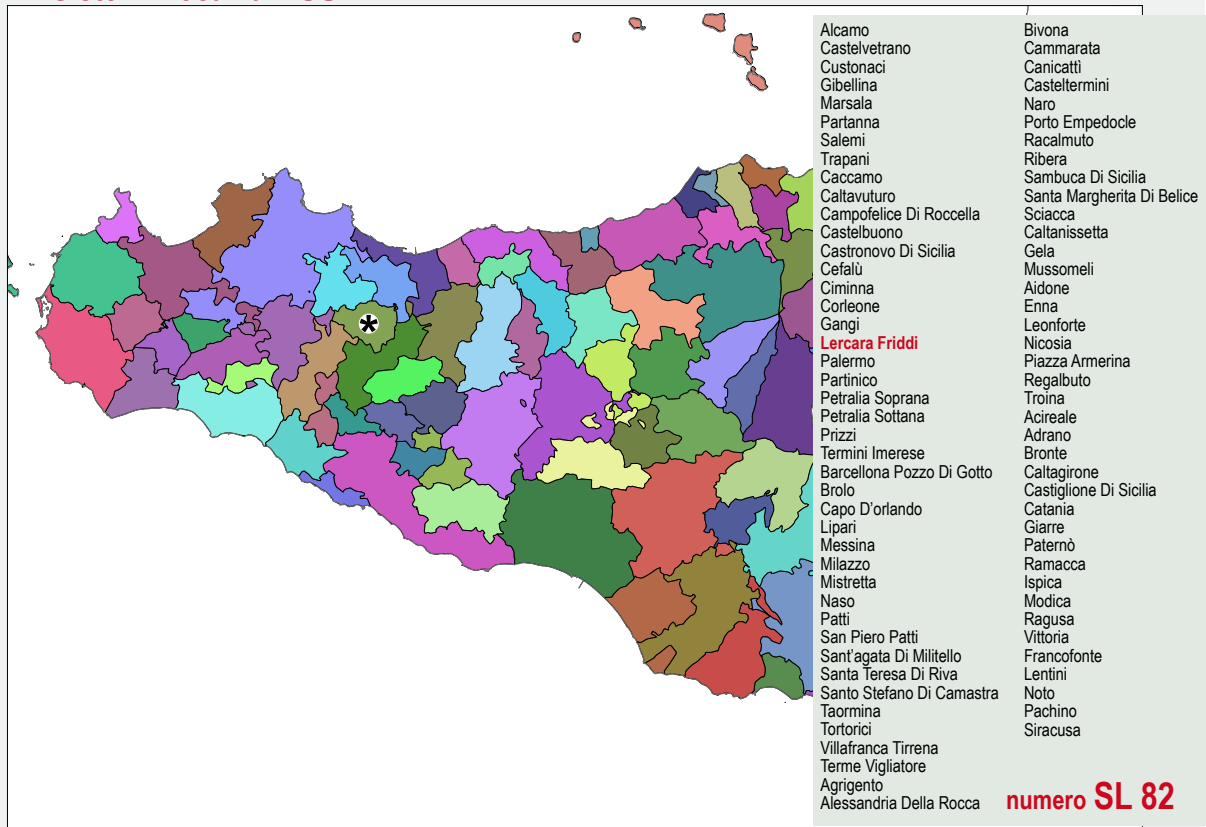 Alcamo
Castelvetrano
Custonaci
Gibellina
Marsala
Partanna
Salemi
Trapani
Caccamo
Caltavuturo
Campofelice Di Roccella
Castelbuono
Castronovo Di Sicilia
Cefalù
Ciminna
Corleone
Gangi
Lercara Friddi
Palermo
Partinico
Petralia Soprana
Petralia Sottana
Prizzi
Termini Imerese
Barcellona Pozzo Di Gotto
Brolo
Capo D'orlando
Lipari
Messina
Milazzo
Mistretta
Naso
Patti
San Piero Patti
Sant'agata Di Militello
Santa Teresa Di Riva
Santo Stefano Di Camastra
Taormina
Tortorici
Villafranca Tirrena
Terme Vigliatore
Agrigento
Alessandria Della Rocca
Bivona
Cammarata
Canicattì
Casteltermini
Naro
Porto Empedocle
Racalmuto
Ribera
Sambuca Di Sicilia
Santa Margherita Di Belice
Sciacca
Caltanissetta
Gela
Mussomeli
Aidone
Enna
Leonforte
Nicosia
Piazza Armerina
Regalbuto
Troina
Acireale
Adrano
Bronte
Caltagirone
Castiglione Di Sicilia
Catania
Giarre
Paternò
Ramacca
Ispica
Modica
Ragusa
Vittoria
Francofonte
Lentini
Noto
Pachino
Siracusa
numero SL 82